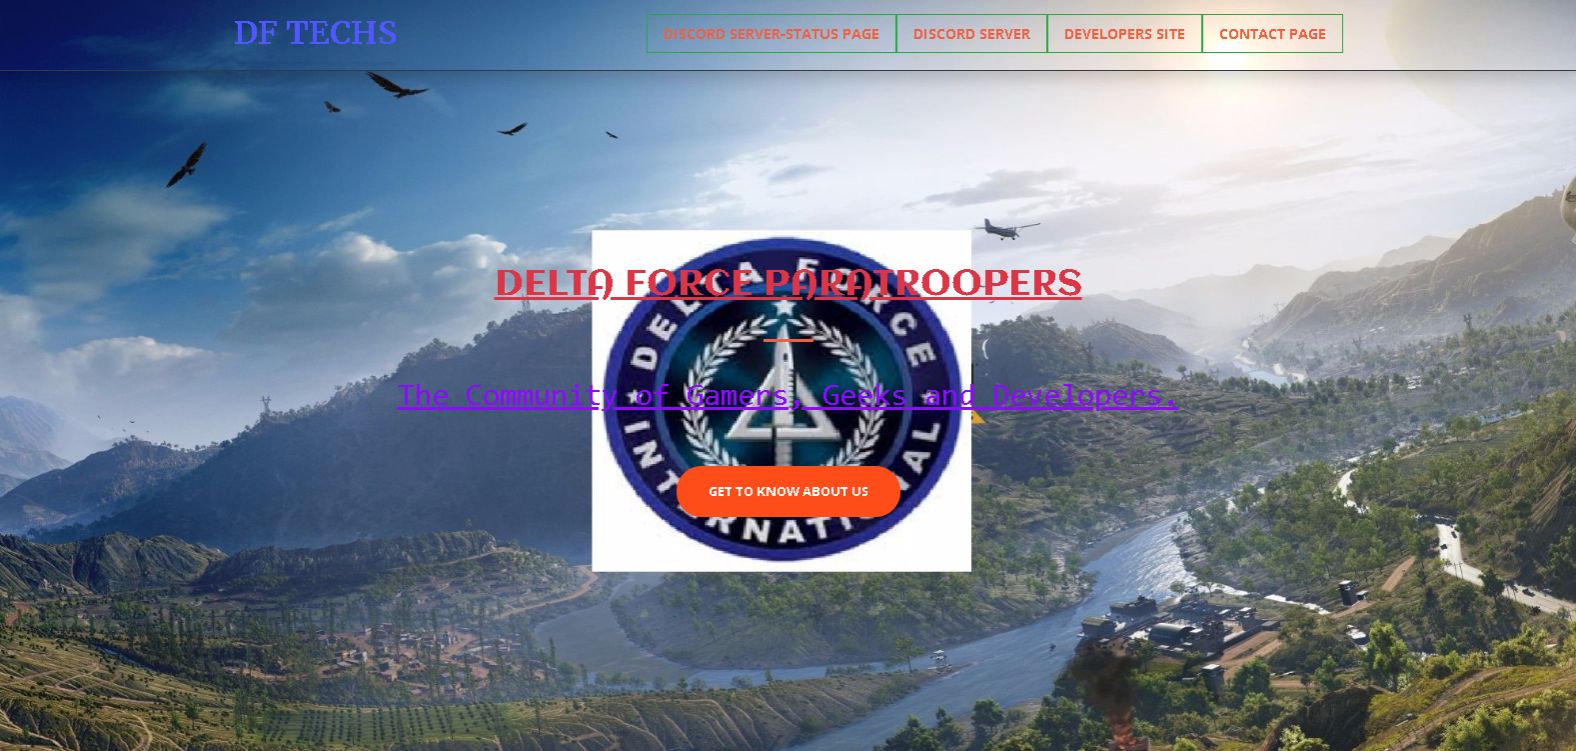 DF TECHS
DISCORD SERVER-STATUS PAGE
DISCORD SERVER
DEVELOPERS SITE
CONTACT PAGE
DELTA FORCE
DELTA FORCE PARATROOPERS
The Community of Gamers, Geeks and Developers.
GET TO KNOW ABOUT US
INTERNATIONAL